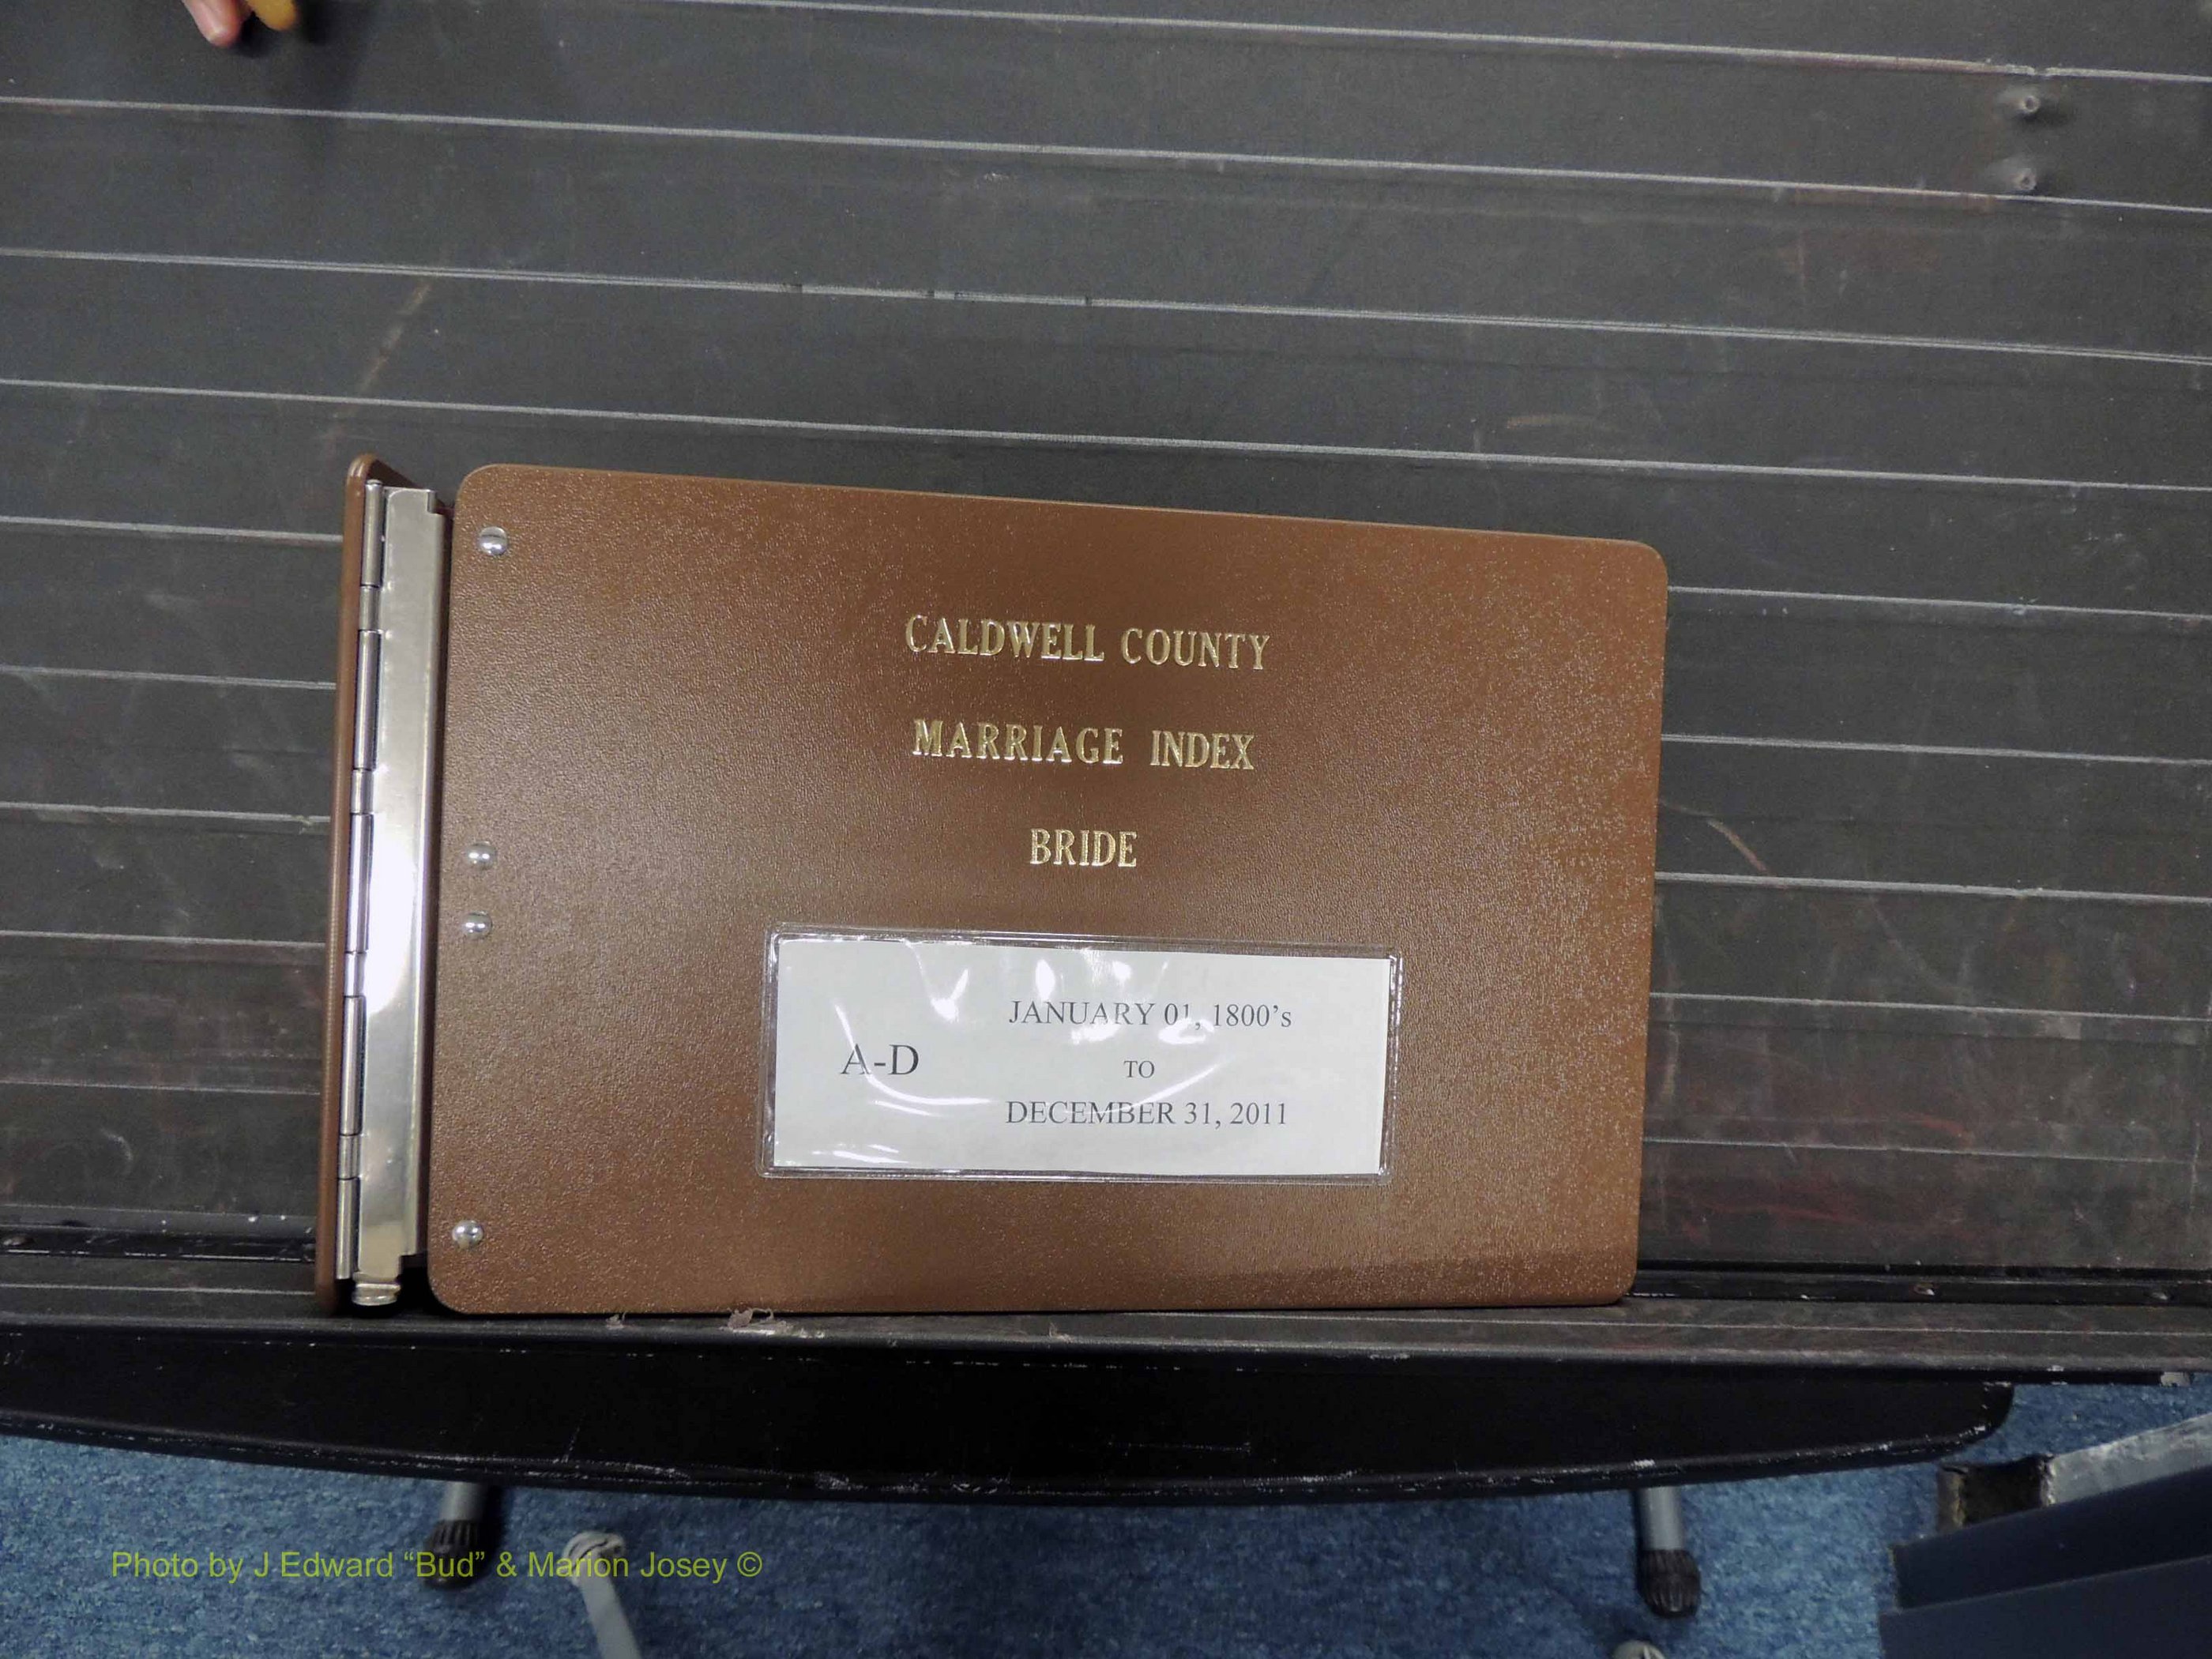 CALDWELL COUNTY
MARRIAGE INDEX
BRIDE
A-D
JANUARY 01, 1800's
TO
DECEMBER 31, 2011
Photo by J Edward “Bud” & Marion Josey ©